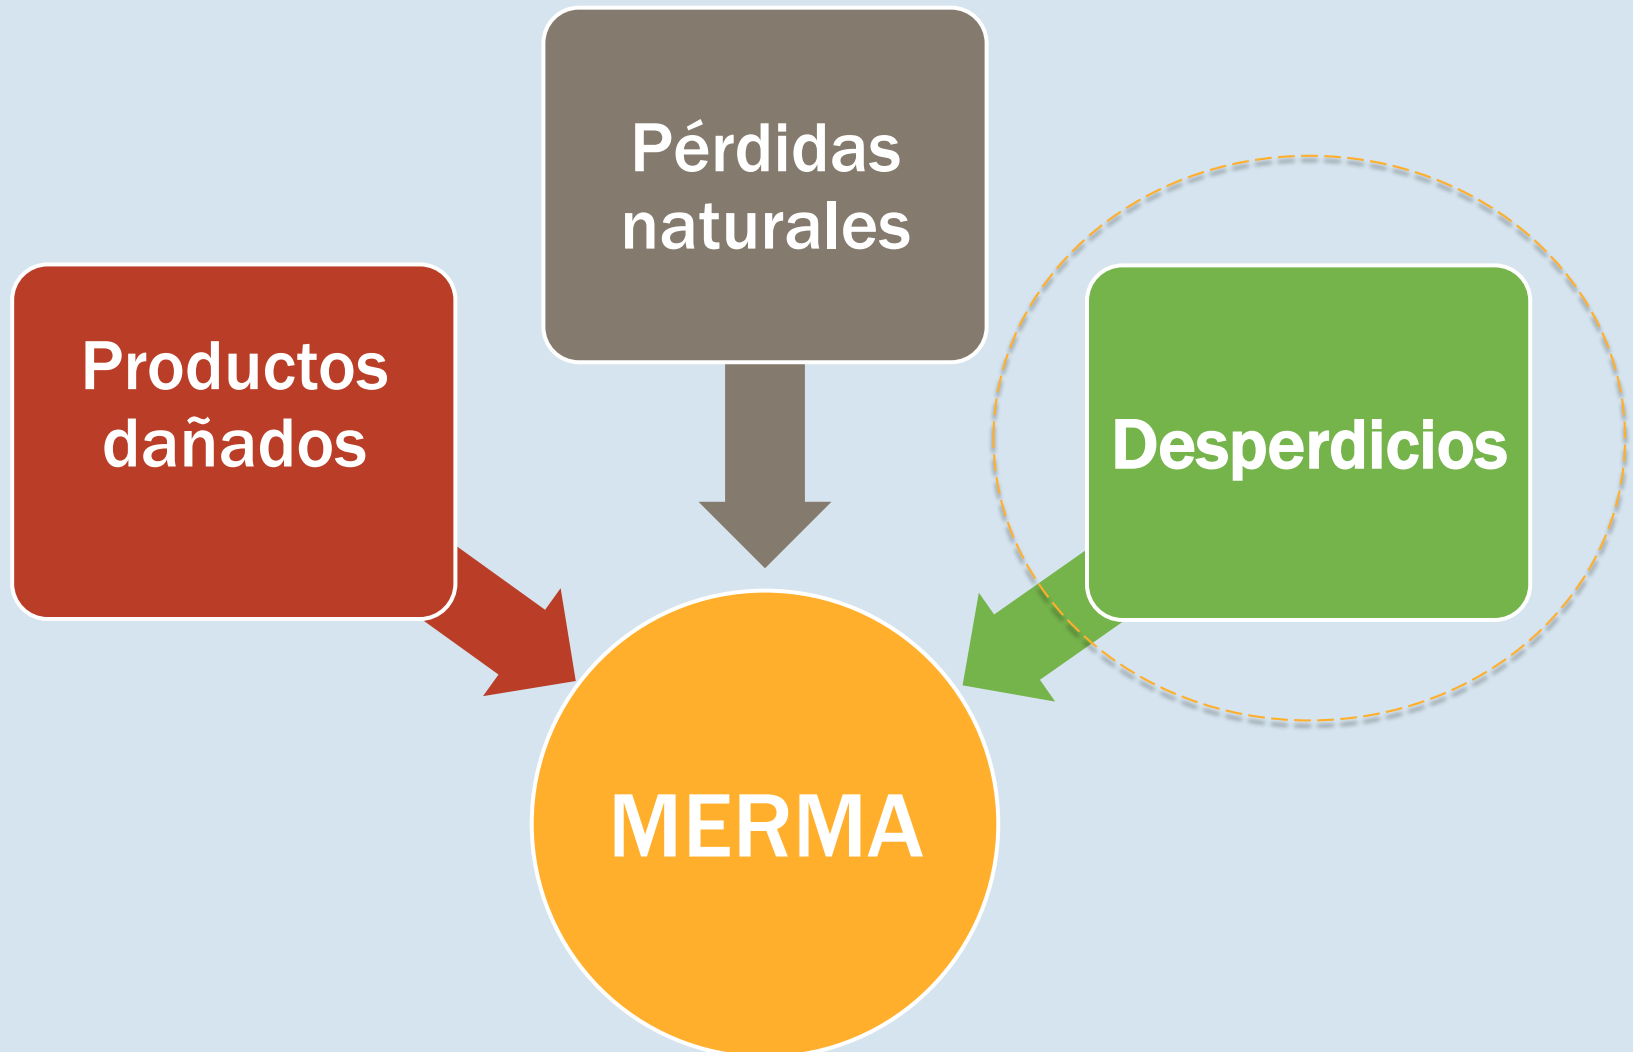 Pérdidas
naturales
Productos
dañados
Desperdicios
MERMA